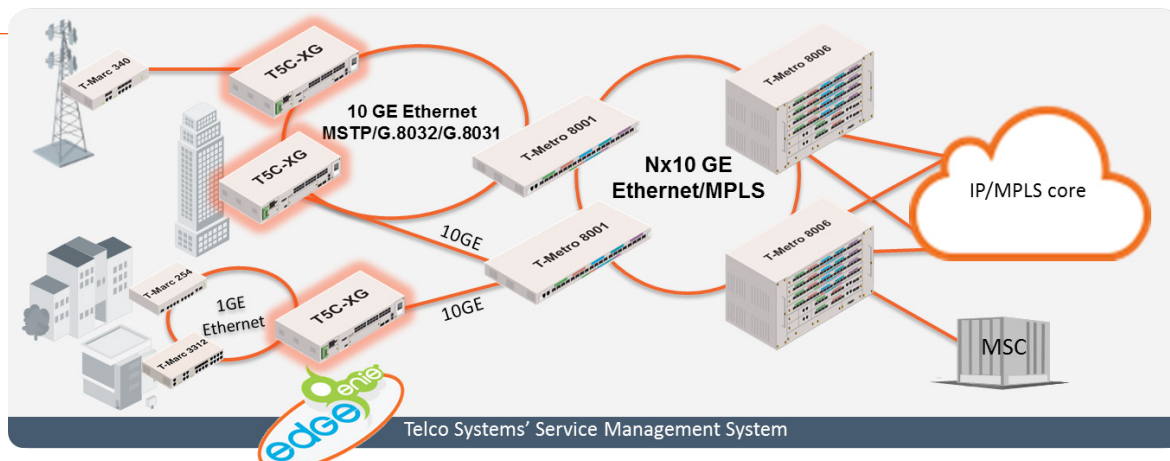 T-Marc 340
T5C-XG
10 GE Ethernet
MSTP/G.8032/G.8031
T5C-XG
T-Metro 8001
T-Metro 8006
Nx10 GE
Ethernet/MPLS
IP/MPLS core
10GE
T-Metro 8001
T-Metro 8006
T-Marc 254
1GE
Ethernet
T-Marc 3312
T5C-XG
10GE
MSC
edge genie
Telco Systems’ Service Management System